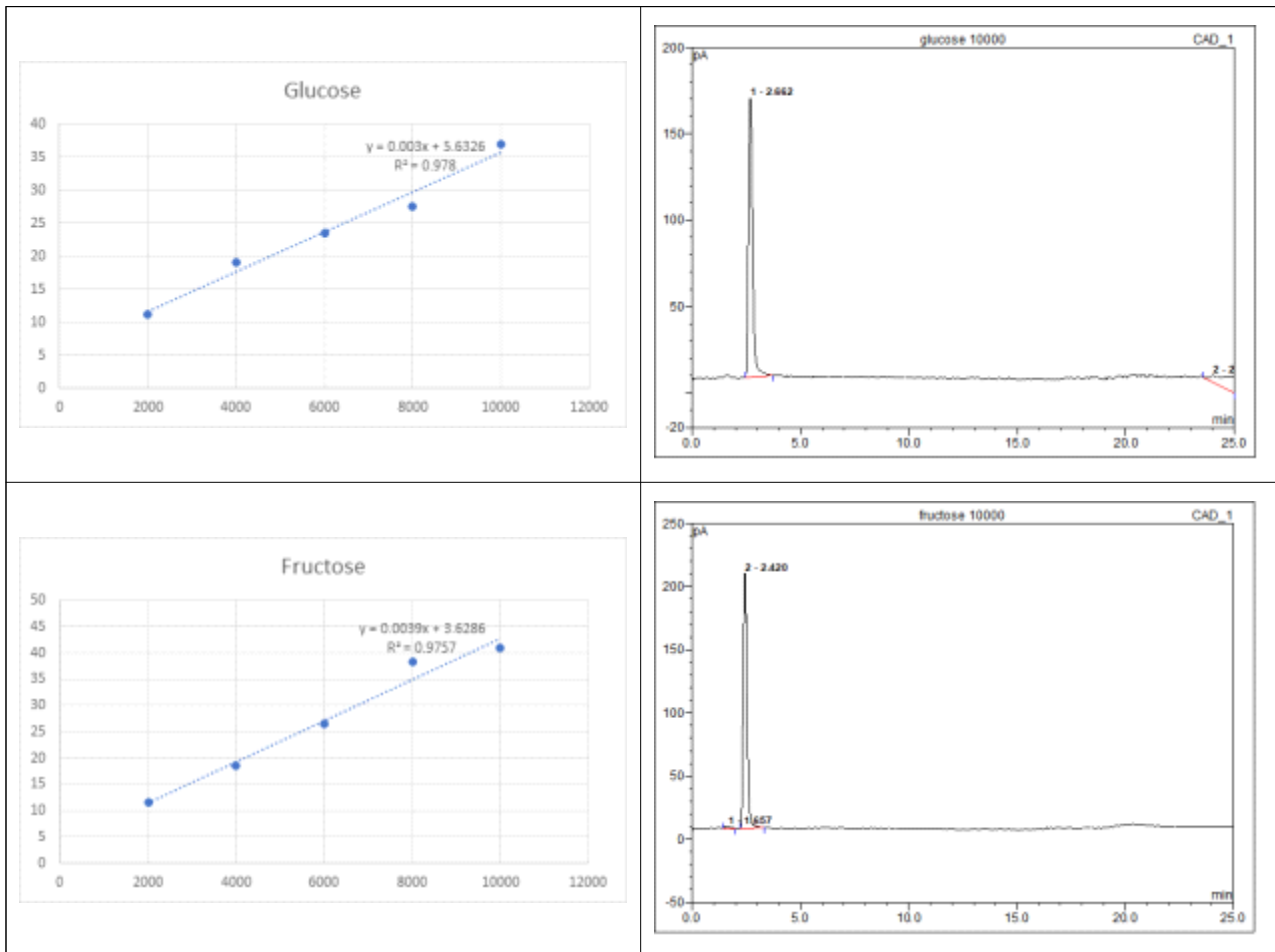 Glucose
40
35
30
25
20
15
10
5
0
y = 0.003x + 5.6326
R² = 0.978
0 2000 4000 6000 8000 10000 12000
glucose 10000 CAD_1
200
pA
1 - 2.662
150
100
50
2 - 2
min
-20
0.0 5.0 10.0 15.0 20.0 25.0
Fructose
50
45
40
35
30
25
20
15
10
5
0
y = 0.0039x + 3.6286
R² = 0.9757
0 2000 4000 6000 8000 10000 12000
fructose 10000 CAD_1
250
pA
2 - 2.420
200
150
100
50
1 1.657
0
min
-50
0.0 5.0 10.0 15.0 20.0 25.0